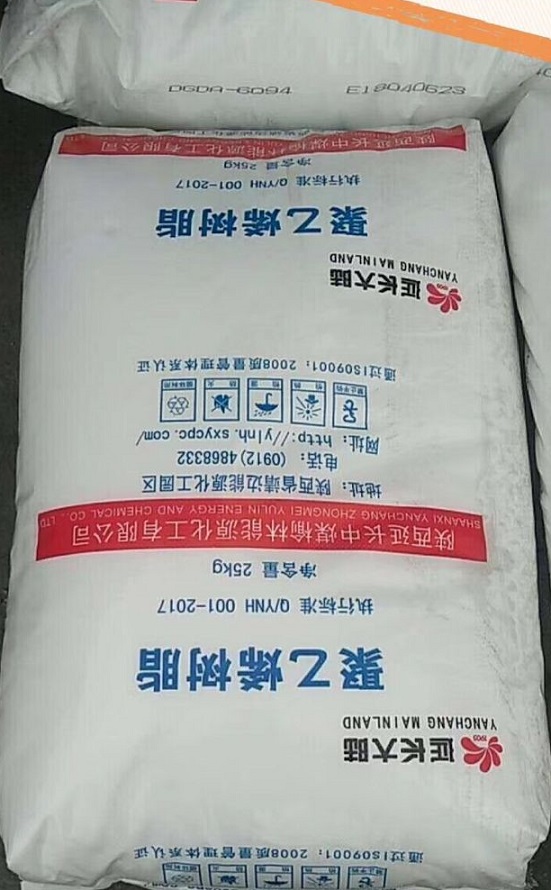 DGDA-6094 E18040623
延长大陆
YANCHANG MAINLAND
聚乙烯树脂
执行标准 Q/YNH 001-2017
净含量 25kg
陕西延长中煤榆林能源化工有限公司
SHAANXI YANCHANG ZHONGMEI YULIN ENERGY AND CHEMICAL CO., LTD
地址: 陕西省靖边能源化工园区
电话: (0912) 4868332
网址: http://ylnh.sxycpc.com/
通过ISO9001: 2008质量管理体系认证
延长大陆
YANCHANG MAINLAND
聚乙烯树脂
执行标准 Q/YNH 001-2017
净含量 25kg
陕西延长中煤榆林能源化工有限公司
通过ISO9001: 2008质量管理体系认证